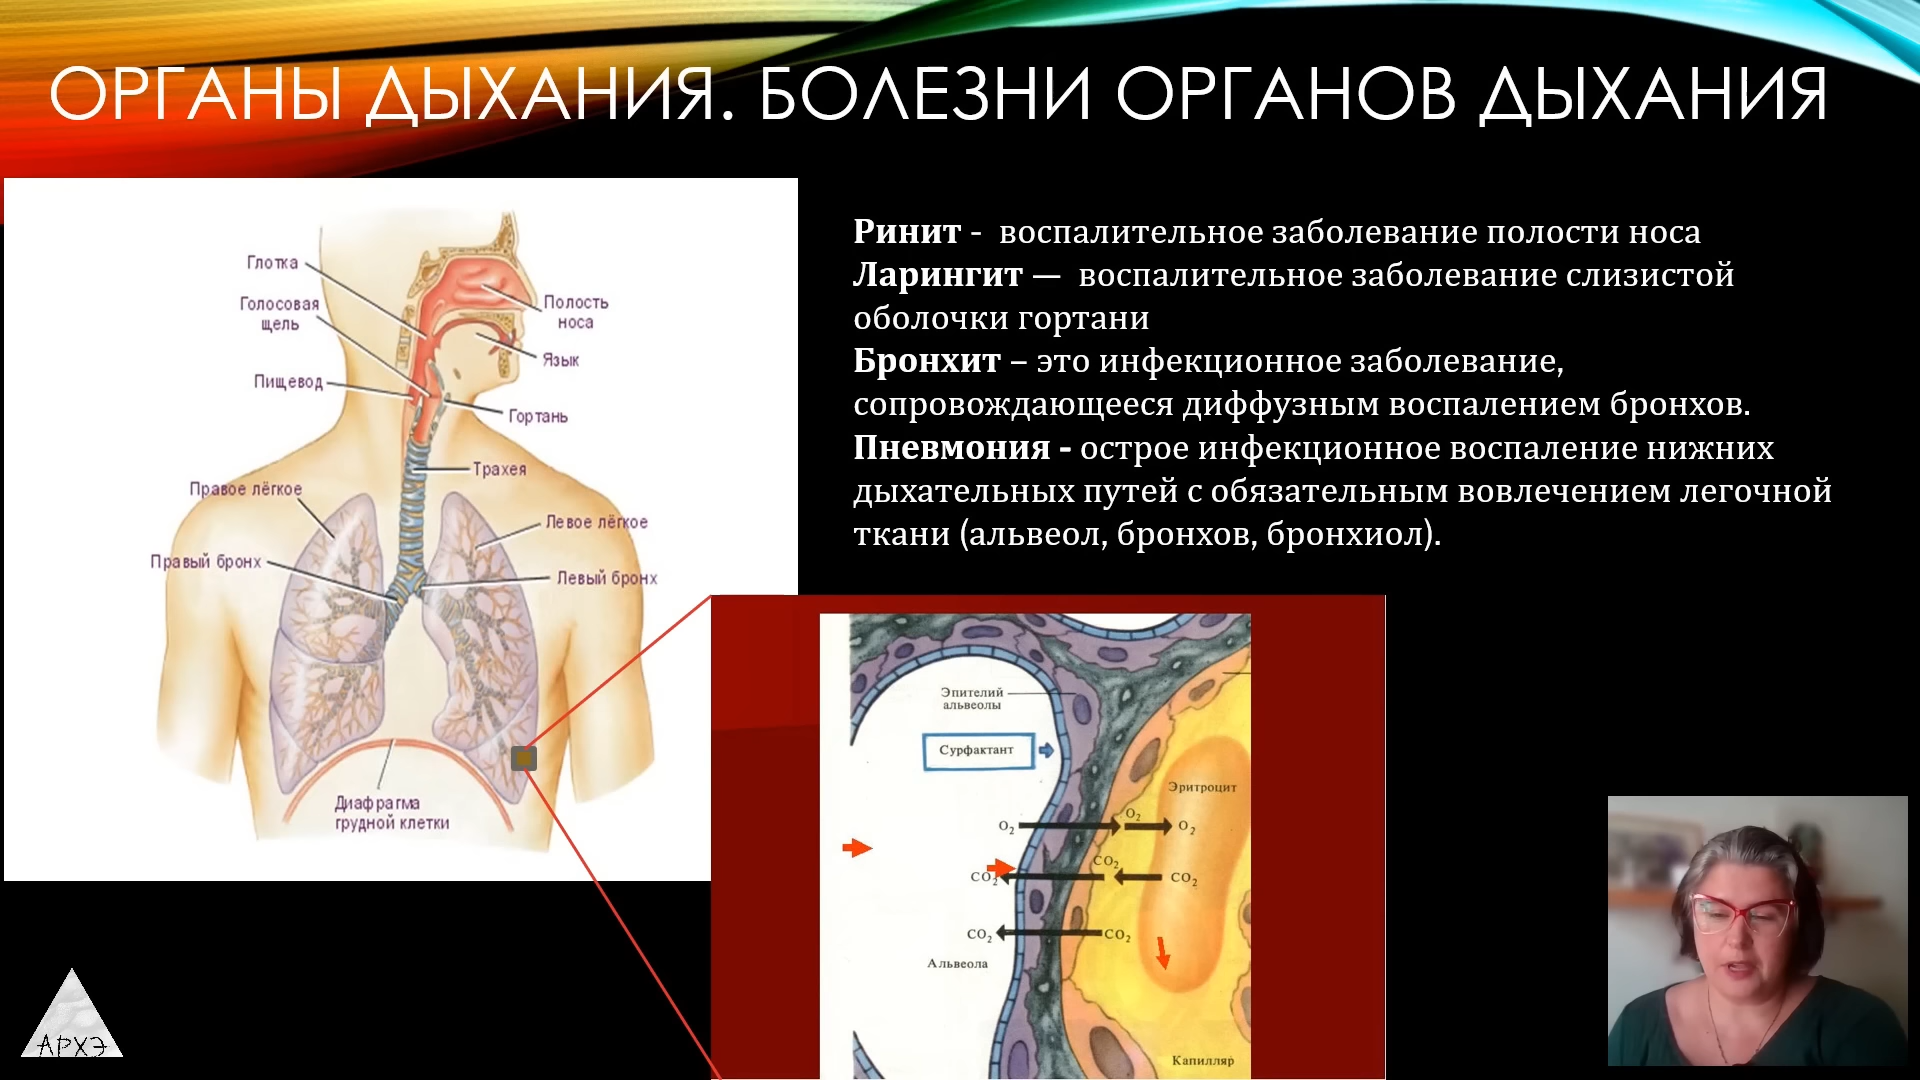 ОРГАНЫ ДЫХАНИЯ. БОЛЕЗНИ ОРГАНОВ ДЫХАНИЯ
Глотка
Голосовая
щель
Полость
носа
Язык
Пищевод
Гортань
Трахея
Правое лёгкое
Левое лёгкое
Правый бронх
Левый бронх
Диафрагма
грудной клетки
Ринит -  воспалительное заболевание полости носа
Ларингит —  воспалительное заболевание слизистой
оболочки гортани
Бронхит – это инфекционное заболевание,
сопровождающееся диффузным воспалением бронхов.
Пневмония - острое инфекционное воспаление нижних
дыхательных путей с обязательным вовлечением легочной
ткани (альвеол, бронхов, бронхиол).
Эпителий
альвеолы
Сурфактант
Эритроцит
O₂ O₂ O₂
CO₂ CO₂ CO₂
CO₂ CO₂
Альвеола
Капилляр
АРХЭ